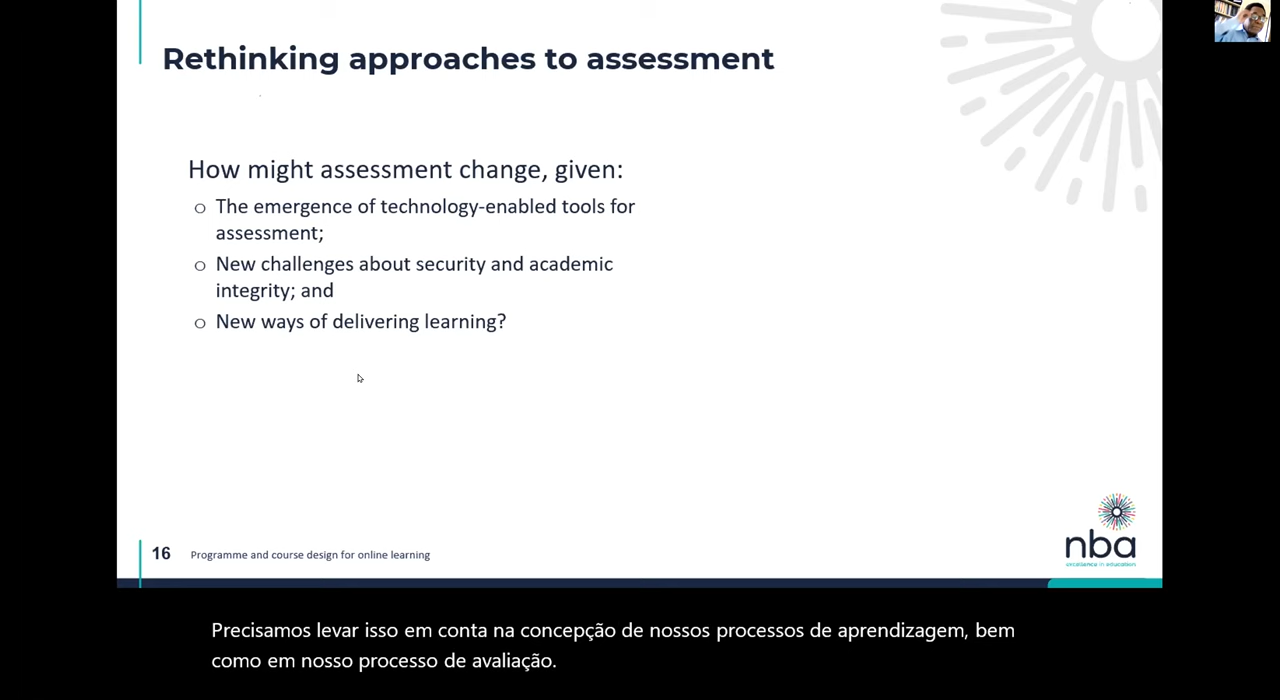 Rethinking approaches to assessment
How might assessment change, given:
o The emergence of technology-enabled tools for
assessment;
o New challenges about security and academic
integrity; and
o New ways of delivering learning?
16 Programme and course design for online learning
nba
excellence in education
Precisamos levar isso em conta na concepção de nossos processos de aprendizagem, bem
como em nosso processo de avaliação.